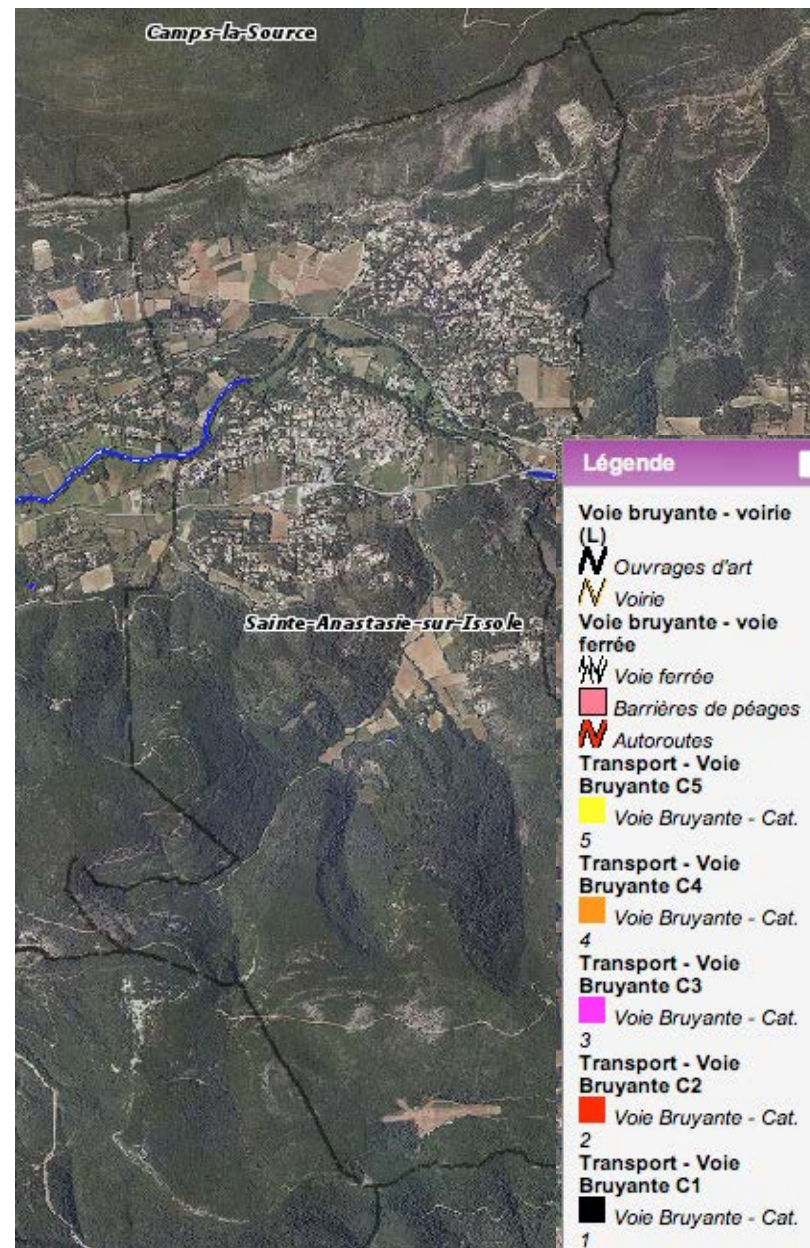 Camps-la-Source
Sainte-Anastasie-sur-Issole
Légende
Voie bruyante - voirie
(L)
Ouvrages d'art
Voirie
Voie bruyante - voie
ferrée
Voie ferrée
Barrières de péages
Autoroutes
Transport - Voie
Bruyante C5
Voie Bruyante - Cat.
5
Transport - Voie
Bruyante C4
Voie Bruyante - Cat.
4
Transport - Voie
Bruyante C3
Voie Bruyante - Cat.
3
Transport - Voie
Bruyante C2
Voie Bruyante - Cat.
2
Transport - Voie
Bruyante C1
Voie Bruyante - Cat.
1